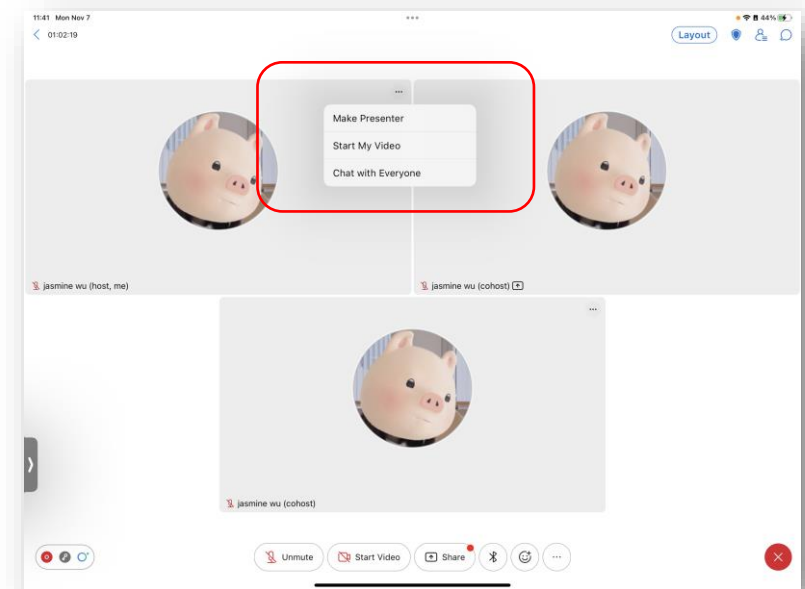 11:41 Mon Nov 7
44%
01:02:19
Layout
Make Presenter
Start My Video
Chat with Everyone
jasmine wu (host, me)
jasmine wu (cohost)
jasmine wu (cohost)
Unmute
Start Video
Share